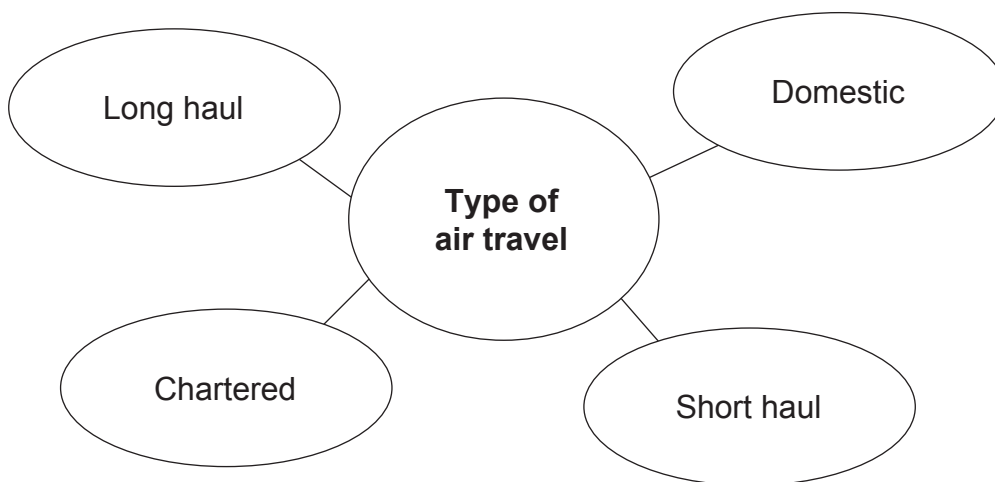 Long haul
Domestic
Type of
air travel
Chartered
Short haul